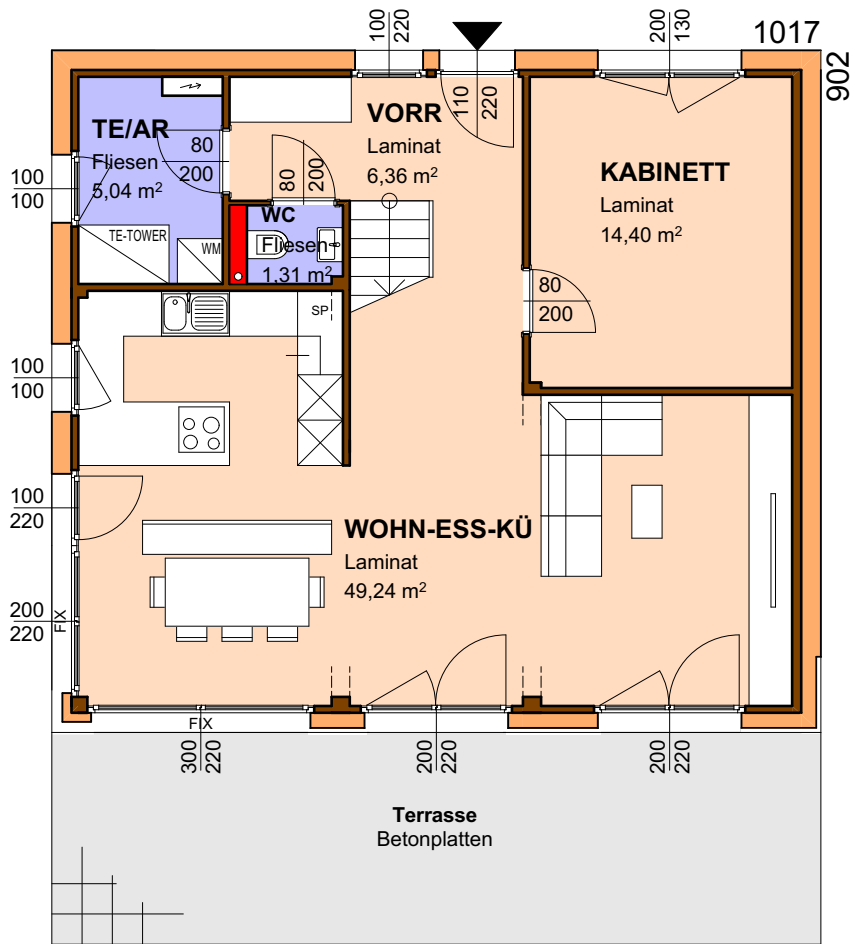 100
220
200
130
1017
902
TE/AR
Fliesen
5,04 m²
80
200
VORR
Laminat
6,36 m²
110
220
KABINETT
Laminat
14,40 m²
100
100
80
200
WC
Fliesen
1,31 m²
TE-TOWER
WM
80
200
SP
100
100
100
220
WOHN-ESS-KÜ
Laminat
49,24 m²
200
220
FIX
FIX
300
220
200
220
200
220
Terrasse
Betonplatten